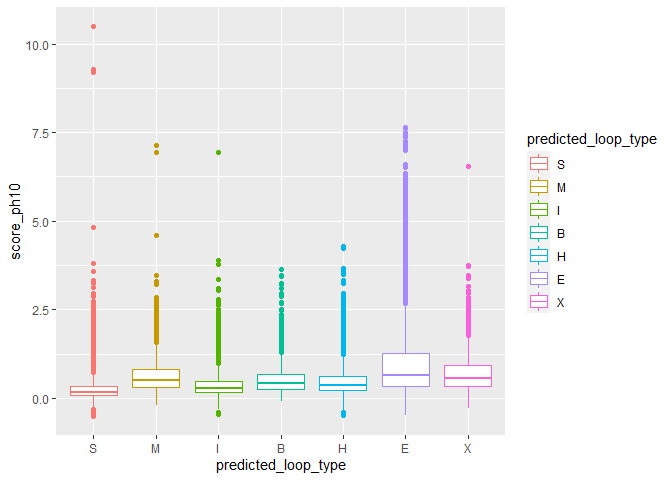 10.0
7.5
5.0
2.5
0.0
score_ph10
S M I B H E X
predicted_loop_type
predicted_loop_type
S
M
I
B
H
E
X